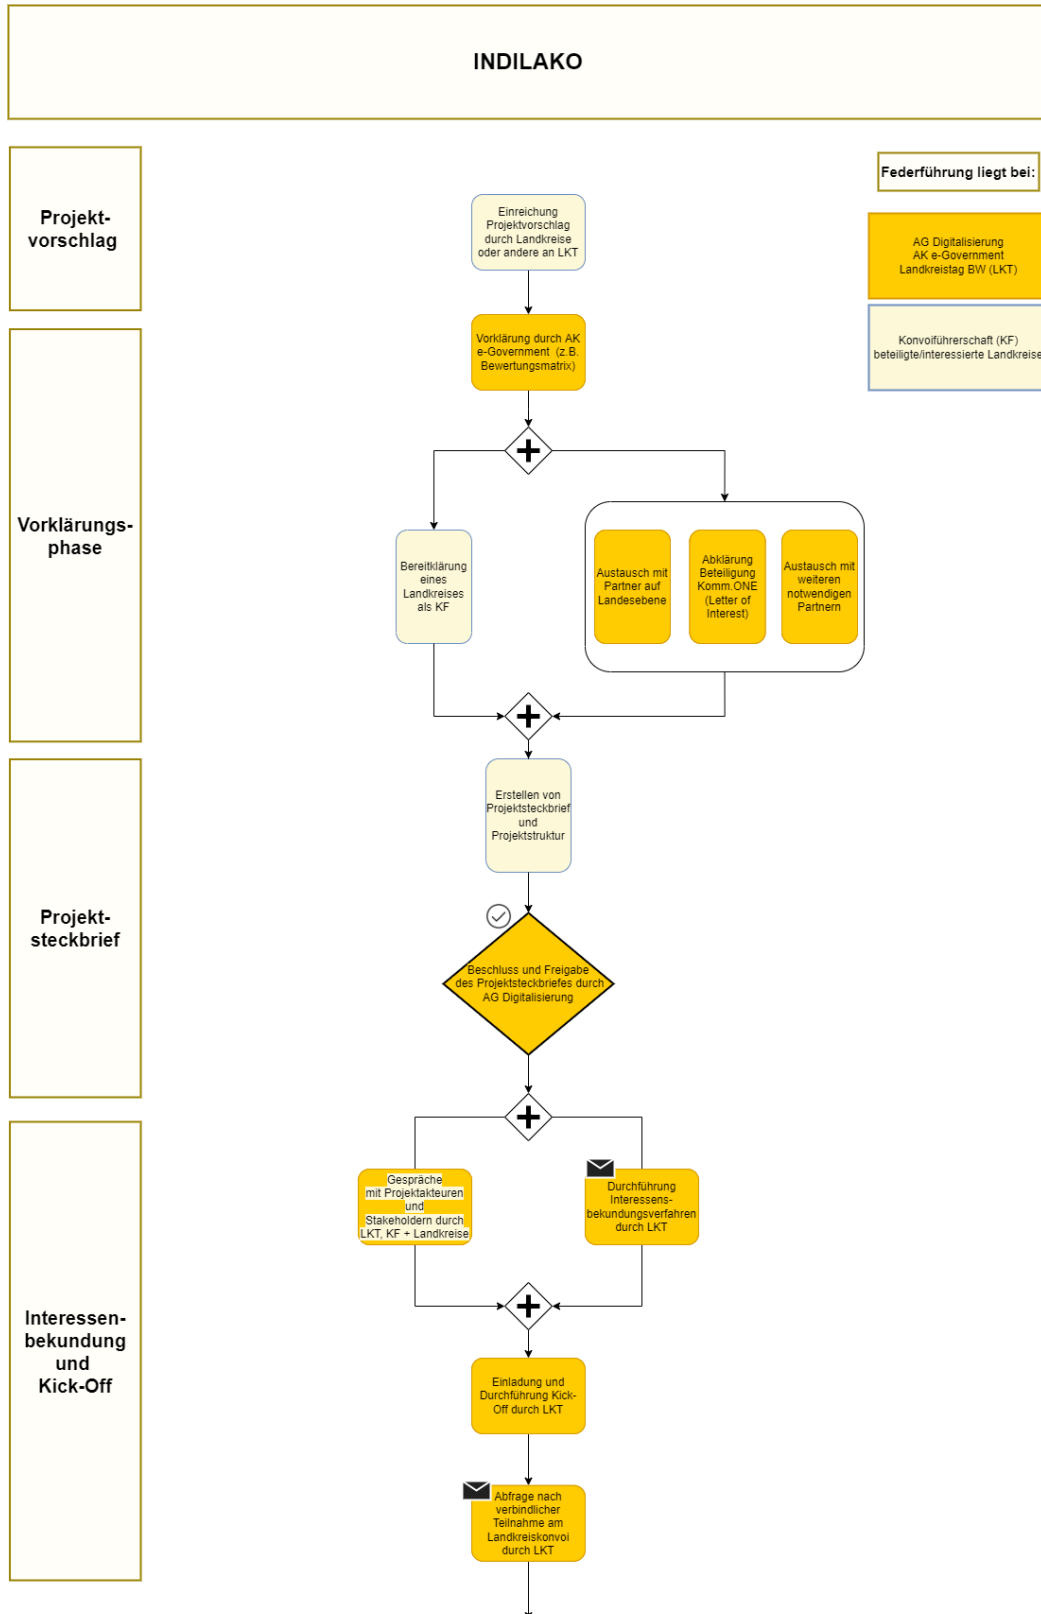 INDILAKO
Projekt-
vorschlag
Einreichung
Projektvorschlag
durch Landkreise
oder andere an LKT
Federführung liegt bei:
AG Digitalisierung
AK e-Government
Landkreistag BW (LKT)
Konvoiführerschaft (KF)
beteiligte/interessierte Landkreise
Vorklärungs-
phase
Vorklärung durch AK
e-Government (z.B.
Bewertungsmatrix)
Bereitklärung
eines
Landkreises
als KF
Austausch mit
Partner auf
Landesebene
Abklärung
Beteiligung
Komm.ONE
(Letter of
Interest)
Austausch mit
weiteren
notwendigen
Partnern
Projekt-
steckbrief
Erstellen von
Projektsteckbrief
und
Projektstruktur
Beschluss und Freigabe
des Projektsteckbriefes durch
AG Digitalisierung
Interessen-
bekundung
und
Kick-Off
Gespräche
mit Projektakteuren
und
Stakeholdern durch
LKT, KF + Landkreise
Durchführung
Interessens-
bekundungsverfahren
durch LKT
Einladung und
Durchführung Kick-
Off durch LKT
Abfrage nach
verbindlicher
Teilnahme am
Landkreiskonvoi
durch LKT